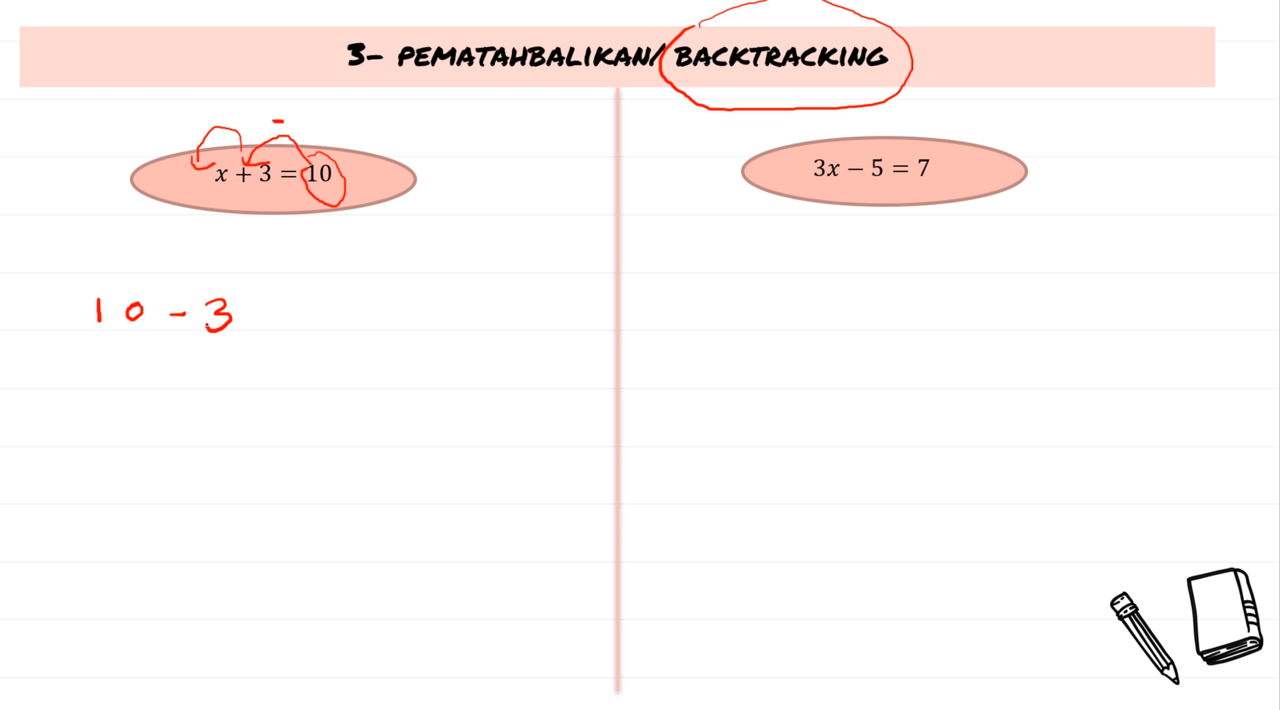 3- PEMATAHBALIKAN/ BACKTRACKING
-
x + 3 = 10
3x − 5 = 7
10 - 3